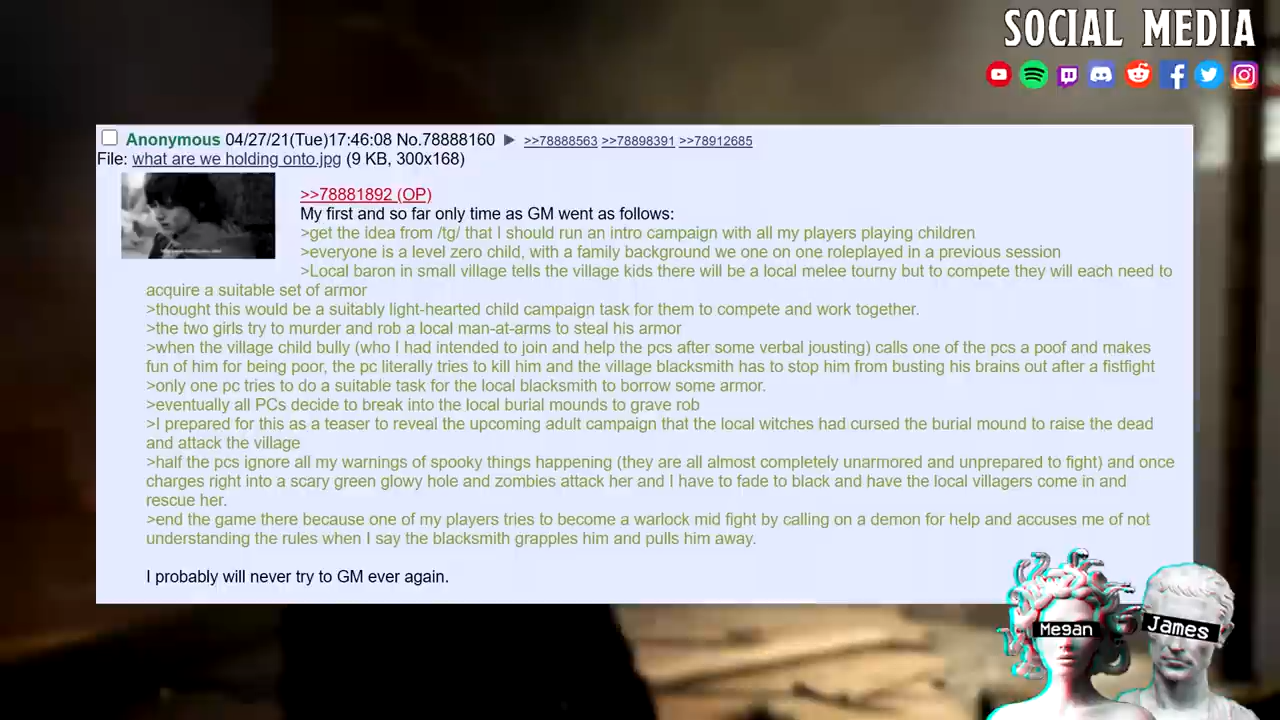 SOCIAL MEDIA
Anonymous 04/27/21(Tue)17:46:08 No.78888160 ▶ >>78888563 >>78898391 >>78912685
File: what are we holding onto.jpg (9 KB, 300x168)
>>78881892 (OP)
My first and so far only time as GM went as follows:
>get the idea from /tg/ that I should run an intro campaign with all my players playing children
>everyone is a level zero child, with a family background we one on one roleplayed in a previous session
>Local baron in small village tells the village kids there will be a local melee tourny but to compete they will each need to
acquire a suitable set of armor
>thought this would be a suitably light-hearted child campaign task for them to compete and work together.
>the two girls try to murder and rob a local man-at-arms to steal his armor
>when the village child bully (who I had intended to join and help the pcs after some verbal jousting) calls one of the pcs a poof and makes
fun of him for being poor, the pc literally tries to kill him and the village blacksmith has to stop him from busting his brains out after a fistfight
>only one pc tries to do a suitable task for the local blacksmith to borrow some armor.
>eventually all PCs decide to break into the local burial mounds to grave rob
>I prepared for this as a teaser to reveal the upcoming adult campaign that the local witches had cursed the burial mound to raise the dead
and attack the village
>half the pcs ignore all my warnings of spooky things happening (they are all almost completely unarmored and unprepared to fight) and once
charges right into a scary green glowy hole and zombies attack her and I have to fade to black and have the local villagers come in and
rescue her.
>end the game there because one of my players tries to become a warlock mid fight by calling on a demon for help and accuses me of not
understanding the rules when I say the blacksmith grapples him and pulls him away.
I probably will never try to GM ever again.
Megan
James